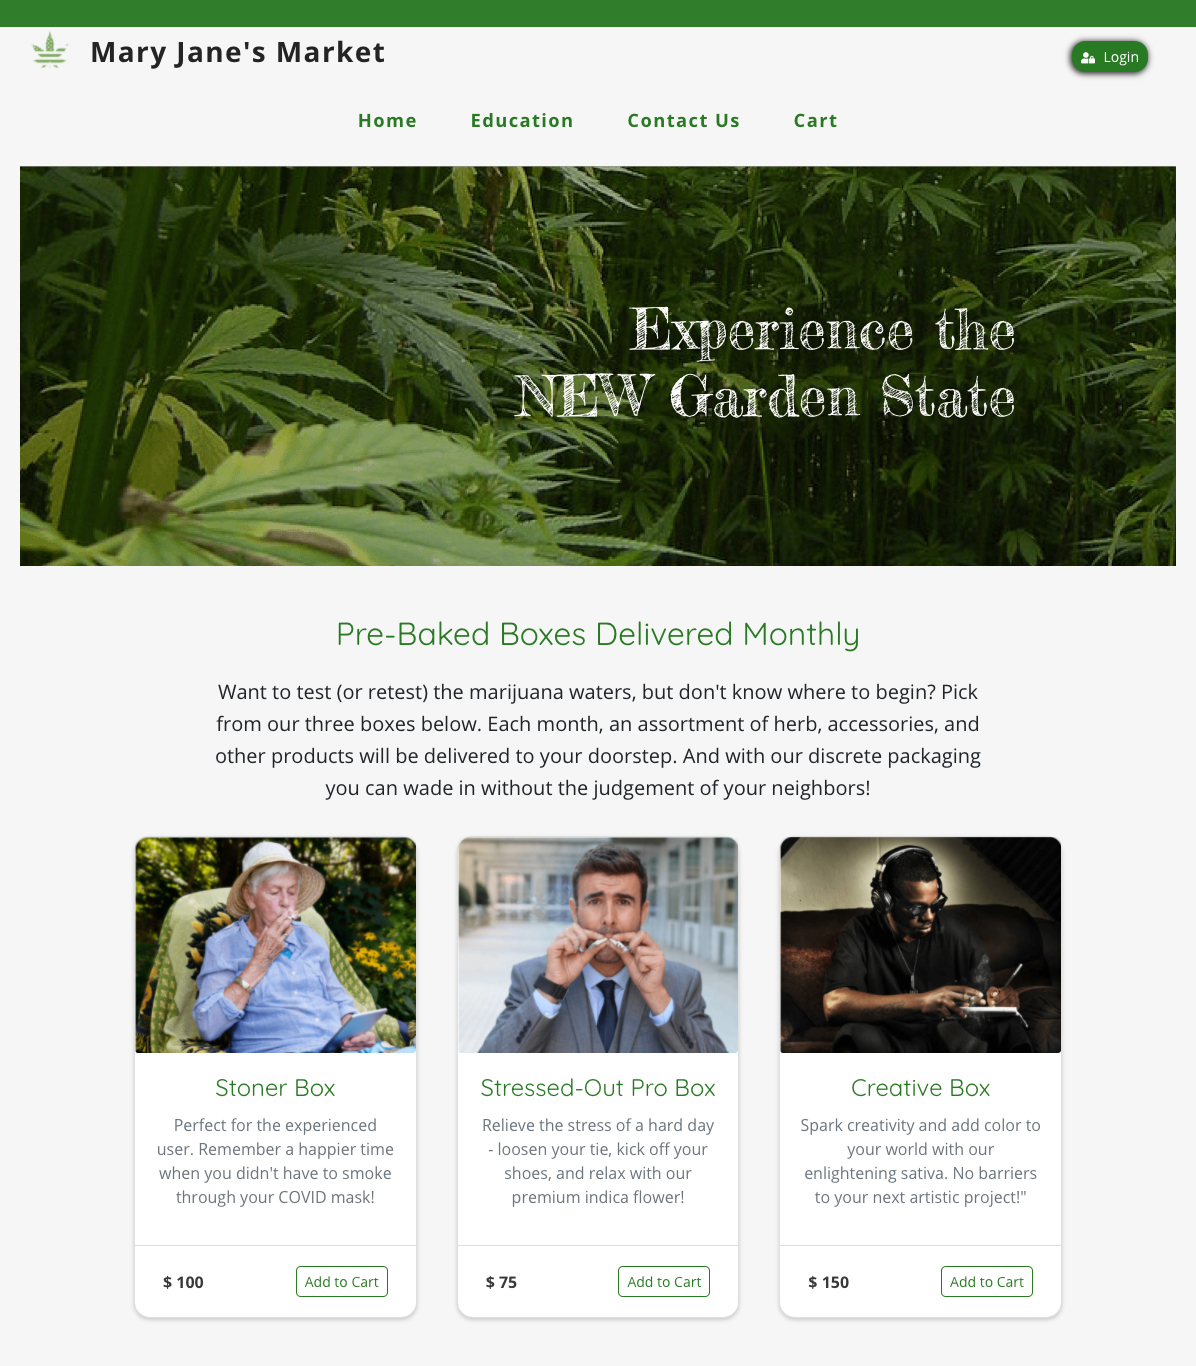 Mary Jane's Market
Login
Home Education Contact Us Cart
Experience the
NEW Garden State
Pre-Baked Boxes Delivered Monthly
Want to test (or retest) the marijuana waters, but don't know where to begin? Pick
from our three boxes below. Each month, an assortment of herb, accessories, and
other products will be delivered to your doorstep. And with our discrete packaging
you can wade in without the judgement of your neighbors!
Stoner Box
Perfect for the experienced
user. Remember a happier time
when you didn't have to smoke
through your COVID mask!
$ 100
Add to Cart
Stressed-Out Pro Box
Relieve the stress of a hard day
- loosen your tie, kick off your
shoes, and relax with our
premium indica flower!
$ 75
Add to Cart
Creative Box
Spark creativity and add color to
your world with our
enlightening sativa. No barriers
to your next artistic project!"
$ 150
Add to Cart